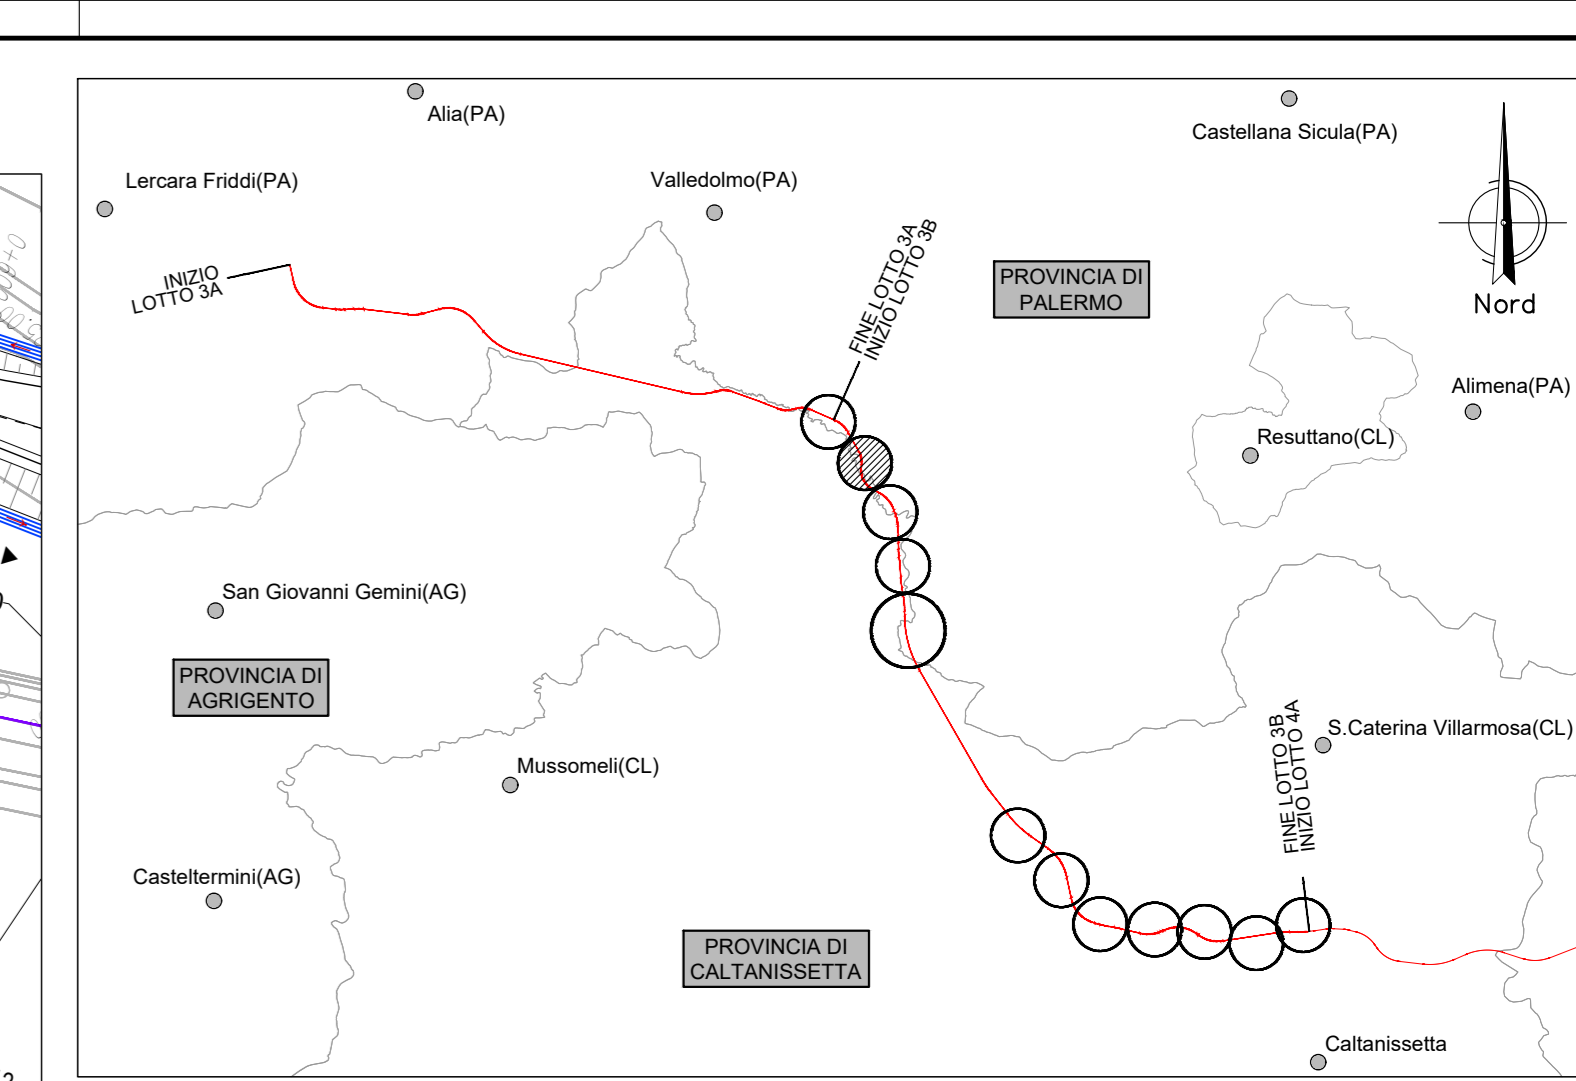 Alia(PA)
Castellana Sicula(PA)
Lercara Friddi(PA)
Valledolmo(PA)
INIZIO
LOTTO 3A
FINE LOTTO 3A
INIZIO LOTTO 3B
PROVINCIA DI
PALERMO
Nord
Alimena(PA)
Resuttano(CL)
San Giovanni Gemini(AG)
PROVINCIA DI
AGRIGENTO
Mussomeli(CL)
FINE LOTTO 3B
INIZIO LOTTO 4A
S.Caterina Villarmosa(CL)
Casteltermini(AG)
PROVINCIA DI
CALTANISSETTA
Caltanissetta